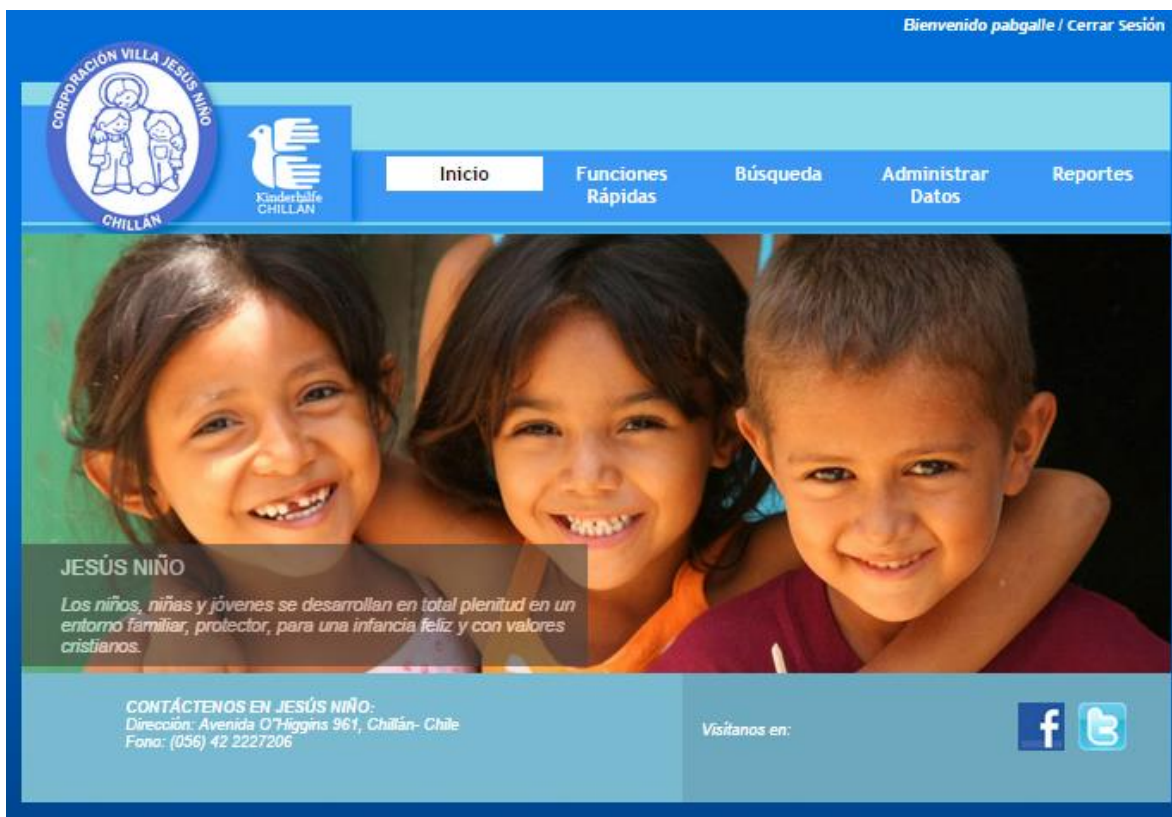 Bienvenido pabgalle / Cerrar Sesión
CORPORACIÓN VILLA JESÚS NIÑO
CHILLÁN
Kinderhilfe
CHILLAN
Inicio
Funciones
Rápidas
Búsqueda
Administrar
Datos
Reportes
JESÚS NIÑO
Los niños, niñas y jóvenes se desarrollan en total plenitud en un
entorno familiar, protector, para una infancia feliz y con valores
cristianos.
CONTÁCTENOS EN JESÚS NIÑO:
Dirección: Avenida O"Higgins 961, Chillán- Chile
Fono: (056) 42 2227206
Visítanos en: